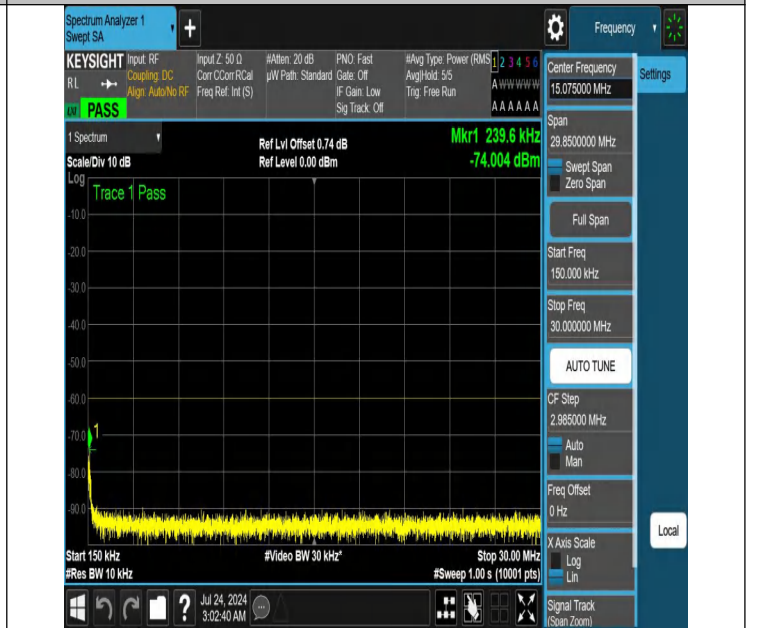 Spectrum Analyzer 1
Swept SA
+
Frequency
KEYSIGHT
RL
PASS
Input: RF
Coupling: DC
Align: Auto/No RF
Input Z: 50 Ω
Corr CCorr RCal
Freq Ref: Int (S)
#Atten: 20 dB
µW Path: Standard
PNO: Fast
Gate: Off
IF Gain: Low
Sig Track: Off
#Avg Type: Power (RMS
Avg|Hold: 5/5
Trig: Free Run
1 2 3 4 5 6
A W W W W W
A A A A A A
1 Spectrum
Scale/Div 10 dB
Ref Lvl Offset 0.74 dB
Ref Level 0.00 dBm
Mkr1 239.6 kHz
-74.004 dBm
Log
Trace 1 Pass
-10.0
-20.0
-30.0
-40.0
-50.0
-60.0
-70.0
1
-80.0
-90.0
Start 150 kHz
#Res BW 10 kHz
#Video BW 30 kHz*
Stop 30.00 MHz
#Sweep 1.00 s (10001 pts)
Center Frequency
15.075000 MHz
Settings
Span
29.8500000 MHz
Swept Span
Zero Span
Full Span
Start Freq
150.000 kHz
Stop Freq
30.000000 MHz
AUTO TUNE
CF Step
2.985000 MHz
Auto
Man
Freq Offset
0 Hz
Local
X Axis Scale
Log
Lin
Signal Track
(Span Zoom)
?
Jul 24, 2024
3:02:40 AM